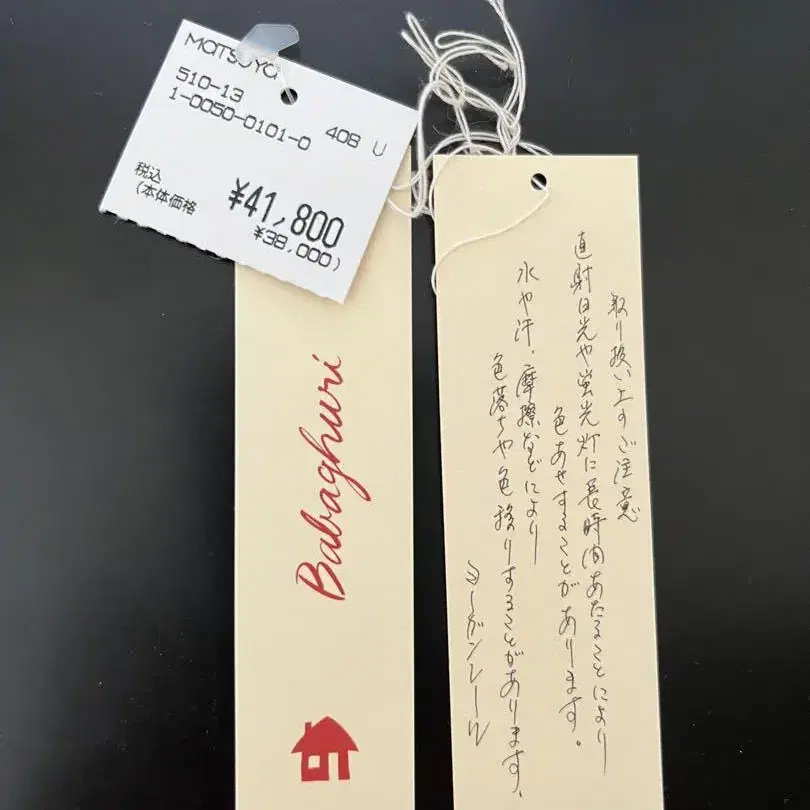 MATSUYA
510-13
1-0050-0101-0
408 U
税込
¥41,800
(本体価格
¥38,000)
Babaghuri
取り扱い上のご注意
直射日光や蛍光灯に長時間あたることにより
色あせすることがあります。
水や汗、摩擦などにより
色落ちや色移りすることがあります。
ヨーガンレール